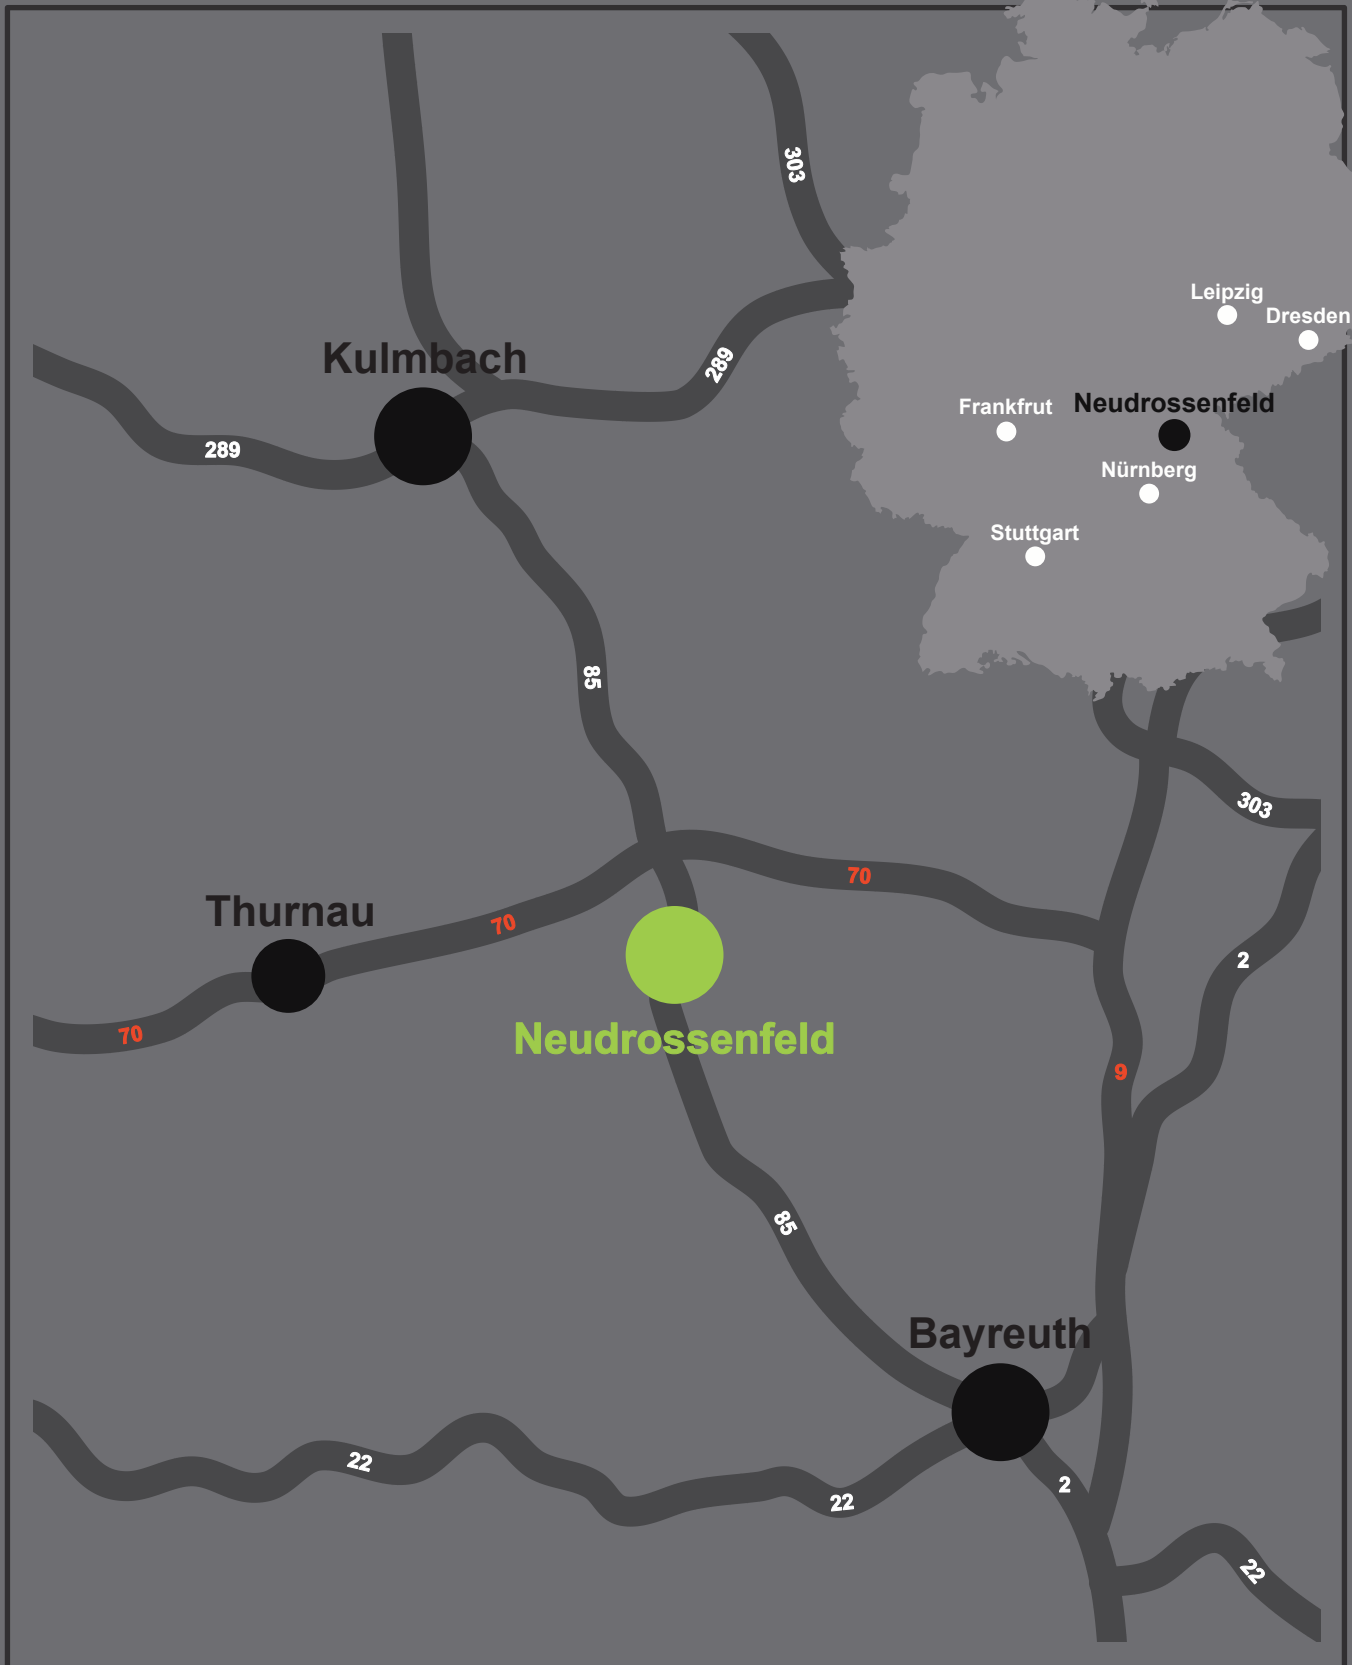 303
Leipzig
Dresden
Kulmbach
289
Frankfrut
Neudrossenfeld
289
Nürnberg
Stuttgart
85
303
70
Thurnau
70
2
Neudrossenfeld
70
9
85
Bayreuth
22
2
22
22